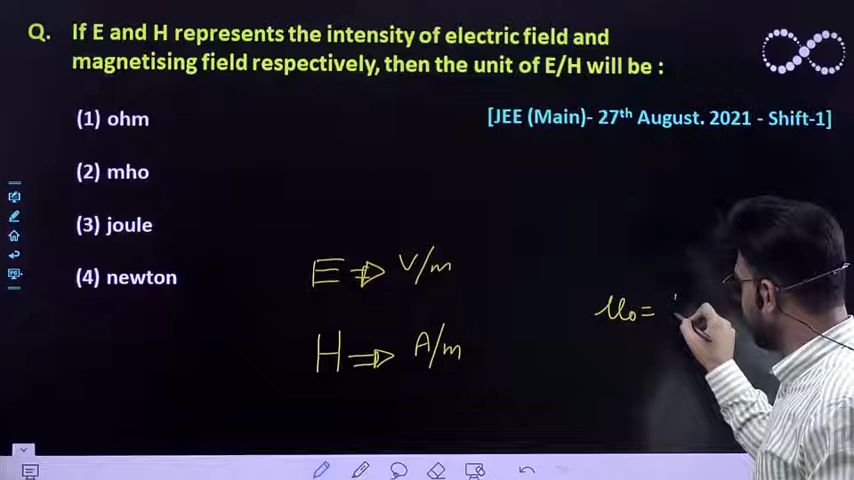 Q. If E and H represents the intensity of electric field and
magnetising field respectively, then the unit of E/H will be :
(1) ohm
[JEE (Main)- 27th August. 2021 - Shift-1]
(2) mho
(3) joule
(4) newton
E ⇒ V/m
H ⇒ A/m
μ₀ =